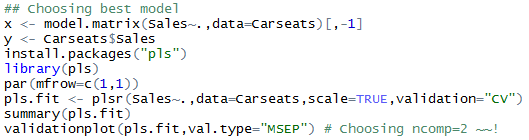 ## Choosing best model
x <- model.matrix(Sales~.,data=Carseats)[,-1]
y <- Carseats$Sales
install.packages("pls")
library(pls)
par(mfrow=c(1,1))
pls.fit <- plsr(Sales~.,data=Carseats,scale=TRUE,validation="CV")
summary(pls.fit)
validationplot(pls.fit,val.type="MSEP") # Choosing ncomp=2 ~~!